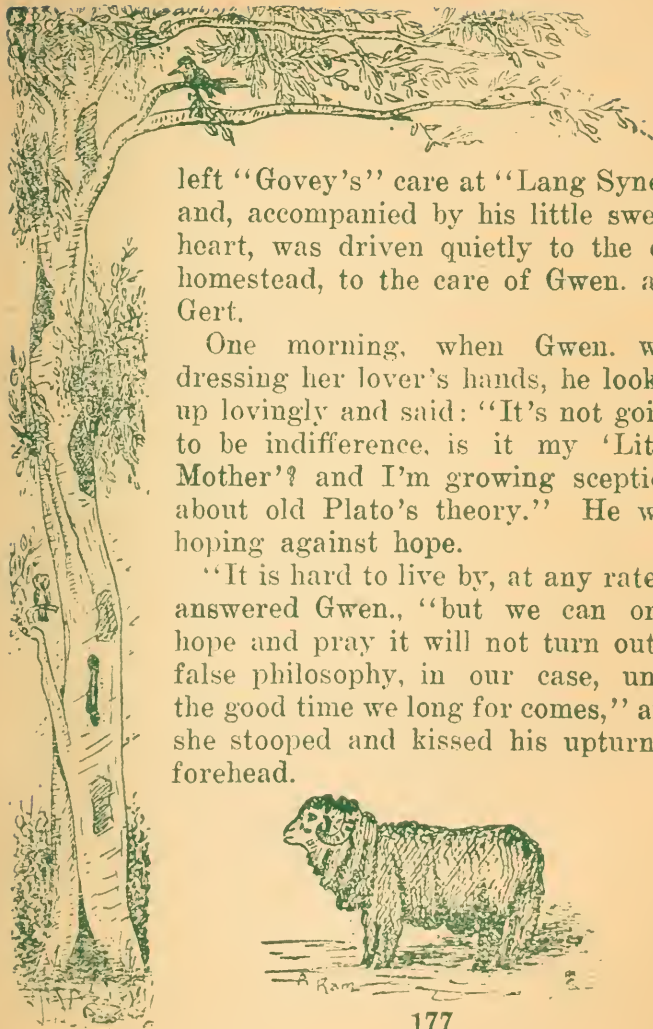 left “Govey’s” care at “Lang Syne
and, accompanied by his little swe
heart, was driven quietly to the
homestead, to the care of Gwen. a
Gert.
One morning, when Gwen. w
dressing her lover’s hands, he look
up lovingly and said: “It’s not goi
to be indifference, is it my ‘Lit
Mother’? and I’m growing scepti
about old Plato’s theory.” He w
hoping against hope.
“It is hard to live by, at any rate
answered Gwen., “but we can on
hope and pray it will not turn out
false philosophy, in our case, un
the good time we long for comes,” a
she stooped and kissed his upturn
forehead.
A Ram
177